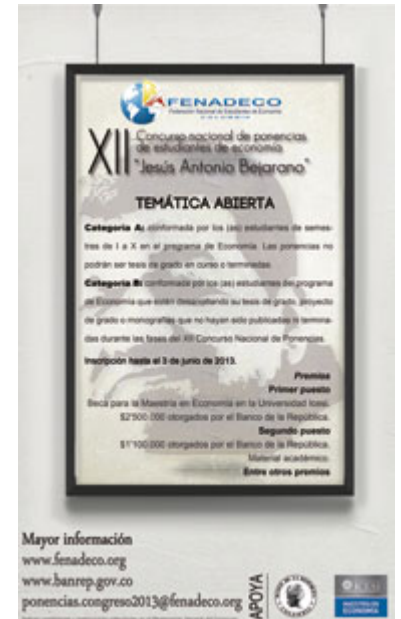 FENADECO
Federación Nacional de Estudiantes de Economía
COLOMBIA
XII
Concurso nacional de ponencias
de estudiantes de economía
"Jesús Antonio Bejarano"
TEMÁTICA ABIERTA
Categoría A: conformada por los (as) estudiantes de semes-
tres de I a X en el programa de Economía. Las ponencias no
podrán ser tesis de grado en curso o terminadas.
Categoría B: conformada por los (as) estudiantes del programa
de Economía que estén desarrollando su tesis de grado, proyecto
de grado o monografías que no hayan sido publicadas ni termina-
das durante las fases del XII Concurso Nacional de Ponencias.
Inscripción hasta el 3 de junio de 2013.
Premios
Primer puesto
Beca para la Maestría en Economía en la Universidad Icesi.
$2'500.000 otorgados por el Banco de la República.
Segundo puesto
$1'100.000 otorgados por el Banco de la República.
Material académico.
Entre otros premios
Mayor información
www.fenadeco.org
www.banrep.gov.co
ponencias.congreso2013@fenadeco.org
APOYA